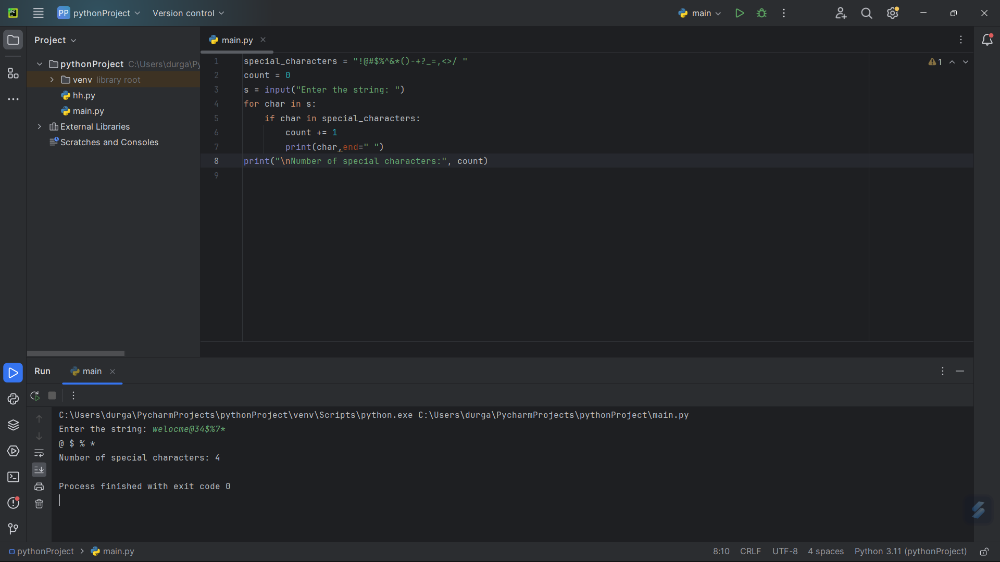 PC
PP pythonProject Version control main
Project
main.py
pythonProject C:\Users\durga\Py
venv library root
hh.py
main.py
External Libraries
Scratches and Consoles
1 special_characters = "!@#$%^&*()-+?_=,<>/ "
2 count = 0
3 s = input("Enter the string: ")
4 for char in s:
5     if char in special_characters:
6         count += 1
7         print(char,end=" ")
8 print("\nNumber of special characters:", count)
9
1
Run main
C:\Users\durga\PycharmProjects\pythonProject\venv\Scripts\python.exe C:\Users\durga\PycharmProjects\pythonProject\main.py
Enter the string: welocme@34$%7*
@ $ % *
Number of special characters: 4
Process finished with exit code 0
pythonProject > main.py 8:10 CRLF UTF-8 4 spaces Python 3.11 (pythonProject)